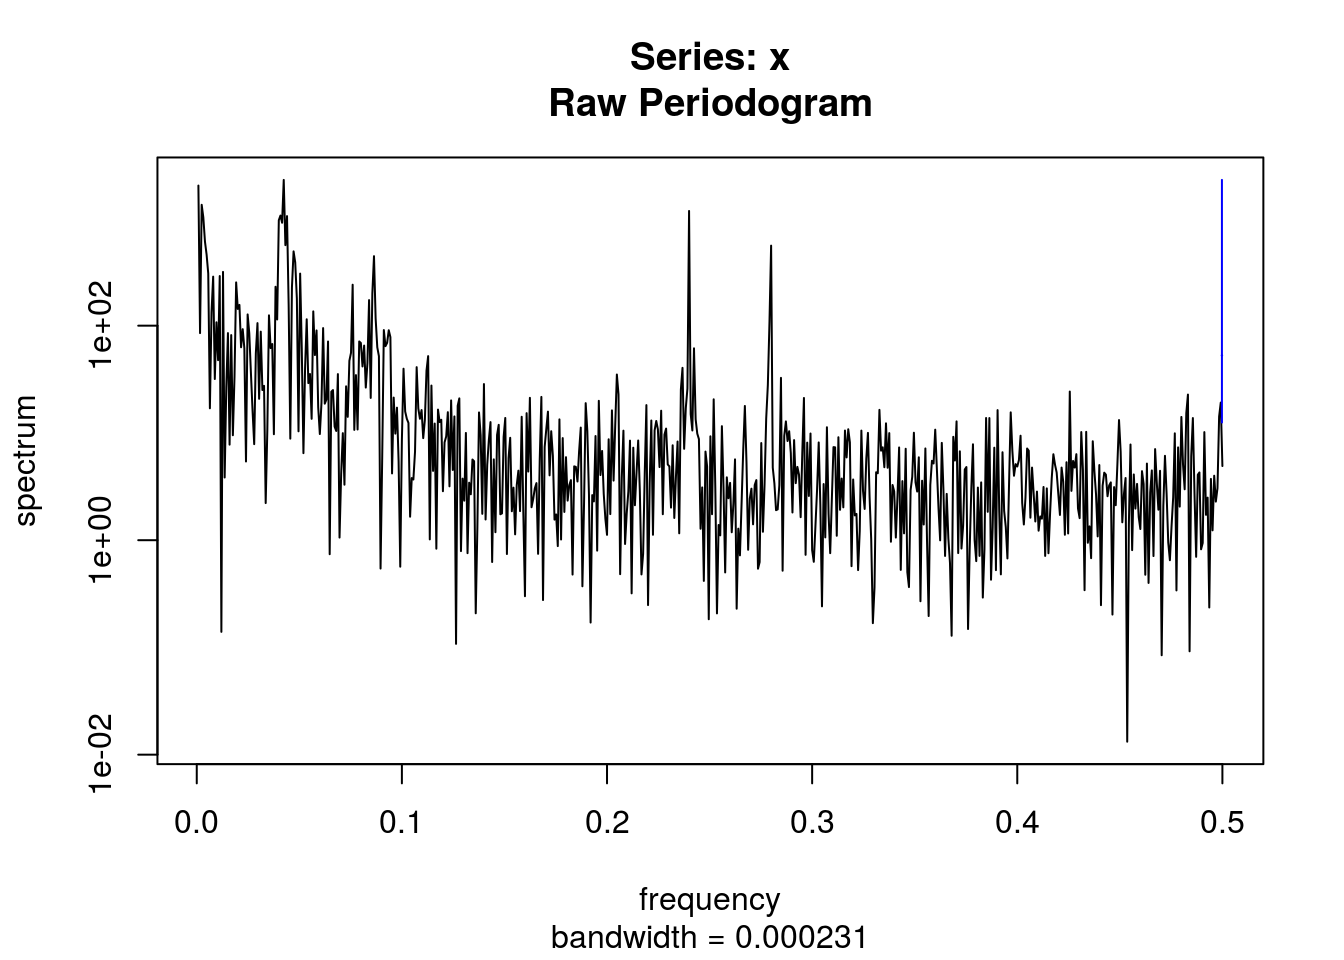 Series: x
Raw Periodogram
spectrum
1e+02
1e+00
1e-02
0.0 0.1 0.2 0.3 0.4 0.5
frequency
bandwidth = 0.000231